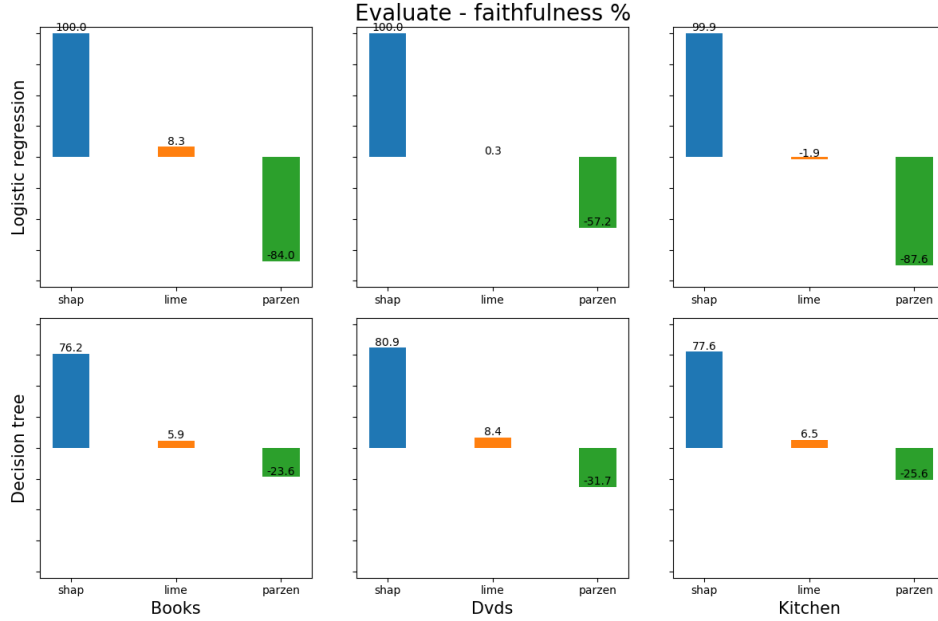 Evaluate - faithfulness %
Logistic regression
100.0
8.3
-84.0
shap lime parzen
100.0
0.3
-57.2
shap lime parzen
99.9
-1.9
-87.6
shap lime parzen
Decision tree
76.2
5.9
-23.6
shap lime parzen
Books
80.9
8.4
-31.7
shap lime parzen
Dvds
77.6
6.5
-25.6
shap lime parzen
Kitchen